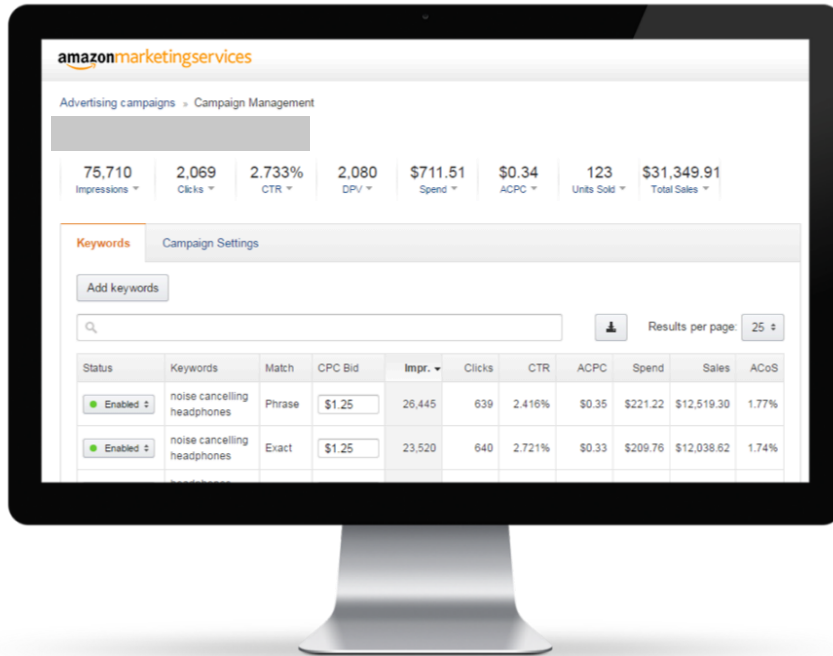 amazonmarketingservices
Advertising campaigns » Campaign Management
75,710 2,069 2.733% 2,080 $711.51 $0.34 123 $31,349.91
Impressions Clicks CTR DPV Spend ACPC Units Sold Total Sales
Keywords Campaign Settings
Add keywords
Results per page: 25
Status Keywords Match CPC Bid Impr. Clicks CTR ACPC Spend Sales ACoS
Enabled noise cancelling headphones Phrase $1.25 26,445 639 2.416% $0.35 $221.22 $12,519.30 1.77%
Enabled noise cancelling headphones Exact $1.25 23,520 640 2.721% $0.33 $209.76 $12,038.62 1.74%